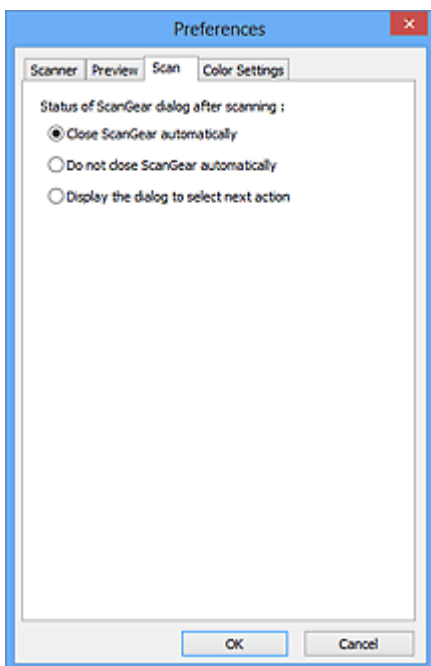 Preferences
Scanner Preview Scan Color Settings
Status of ScanGear dialog after scanning :
Close ScanGear automatically
Do not close ScanGear automatically
Display the dialog to select next action
OK Cancel